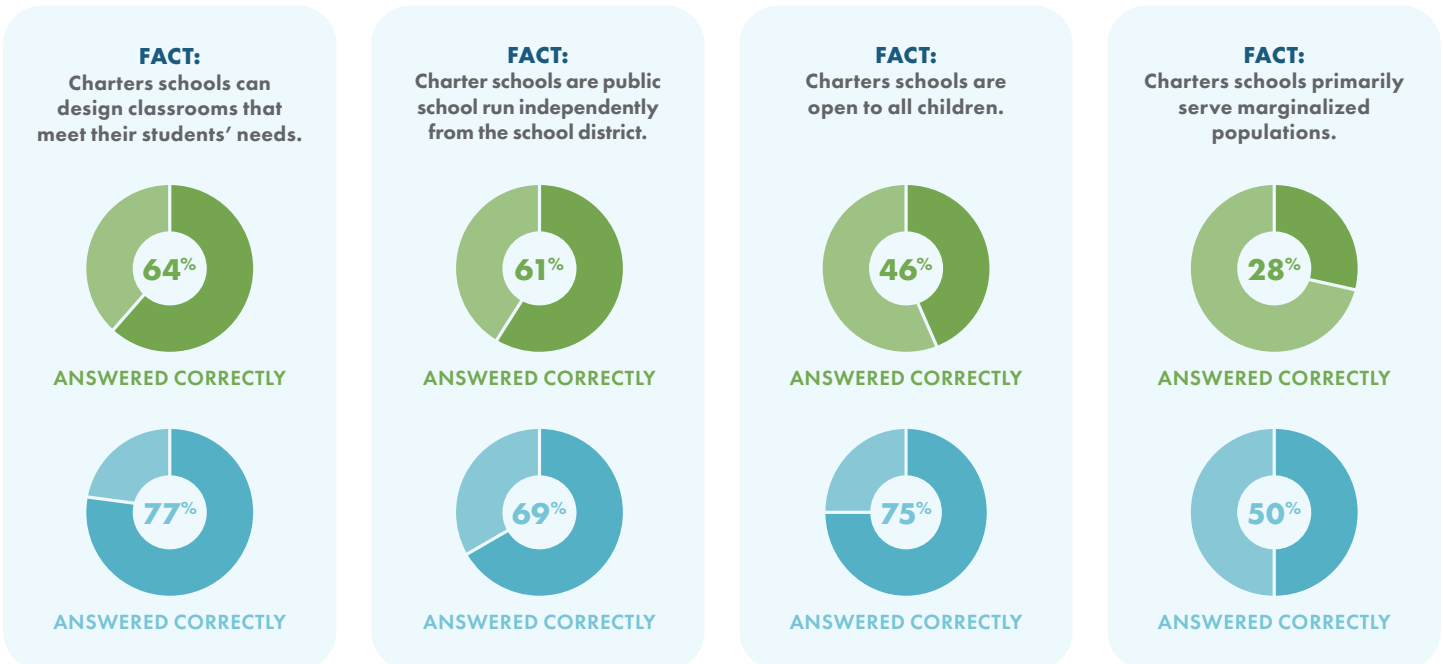 FACT:
Charters schools can
design classrooms that
meet their students' needs.
64%
ANSWERED CORRECTLY
77%
ANSWERED CORRECTLY
FACT:
Charter schools are public
school run independently
from the school district.
61%
ANSWERED CORRECTLY
69%
ANSWERED CORRECTLY
FACT:
Charters schools are
open to all children.
46%
ANSWERED CORRECTLY
75%
ANSWERED CORRECTLY
FACT:
Charters schools primarily
serve marginalized
populations.
28%
ANSWERED CORRECTLY
50%
ANSWERED CORRECTLY